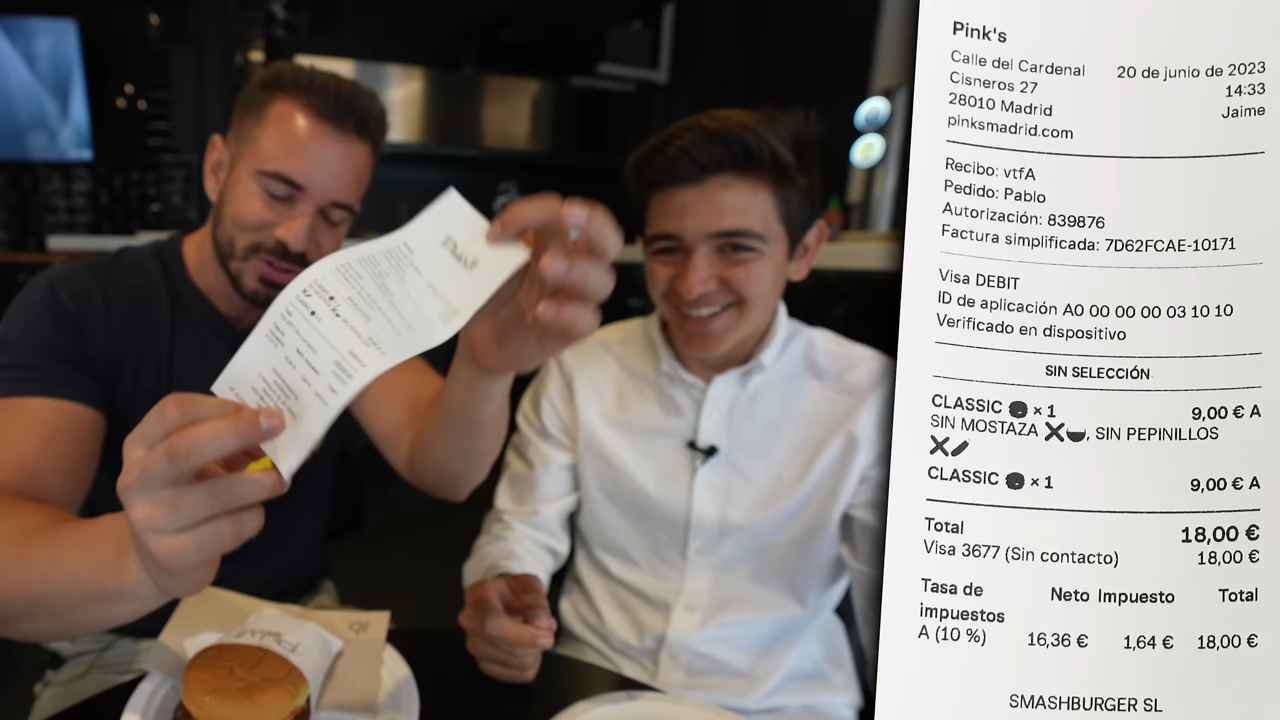 Pink's
Calle del Cardenal
Cisneros 27
28010 Madrid
pinksmadrid.com
20 de junio de 2023
14:33
Jaime
Recibo: vtfA
Pedido: Pablo
Autorización: 839876
Factura simplificada: 7D62FCAE-10171
Visa DEBIT
ID de aplicación A0 00 00 00 03 10 10
Verificado en dispositivo
SIN SELECCIÓN
CLASSIC × 1 9,00 € A
SIN MOSTAZA , SIN PEPINILLOS
CLASSIC × 1 9,00 € A
Total 18,00 €
Visa 3677 (Sin contacto) 18,00 €
Tasa de impuestos Neto Impuesto Total
A (10 %) 16,36 € 1,64 € 18,00 €
SMASHBURGER SL